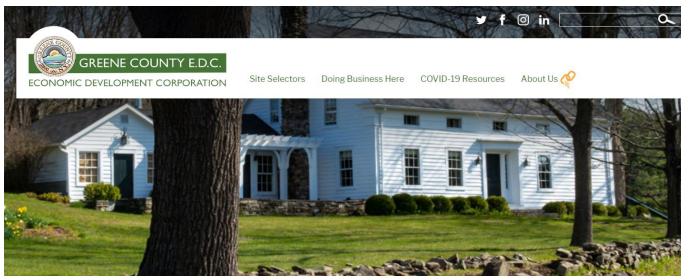 GREENE COUNTY E.D.C.
ECONOMIC DEVELOPMENT CORPORATION
Site Selectors Doing Business Here COVID-19 Resources About Us